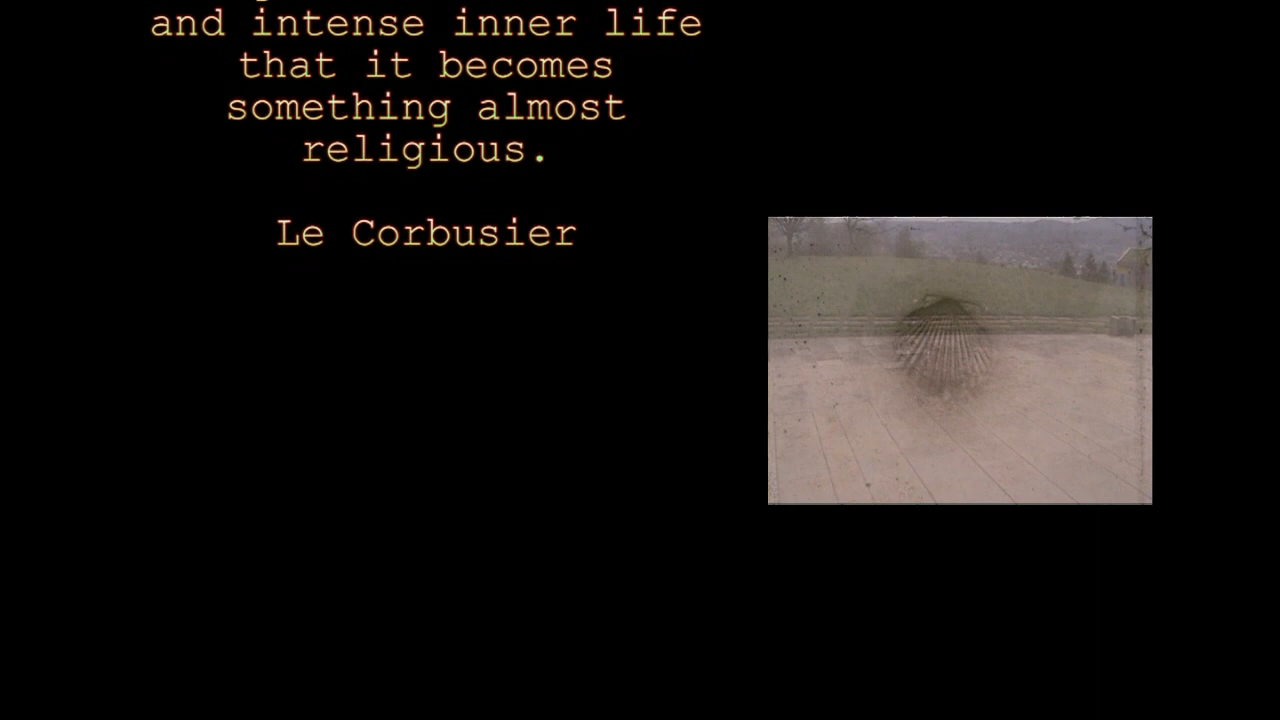 and intense inner life
that it becomes
something almost
religious.
Le Corbusier